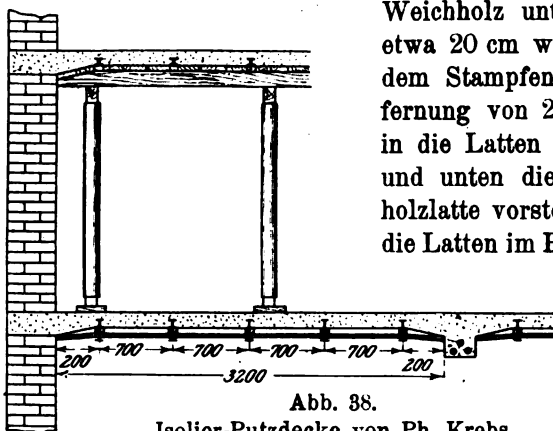 Weichholz unt
etwa 20 cm w
dem Stampfen
fernung von 2
in die Latten
und unten die
holzlatte vorst
die Latten im
200 700 700 700 700 200
3200
Abb. 38.
Isolier-Putzdecke von Ph. Krebs